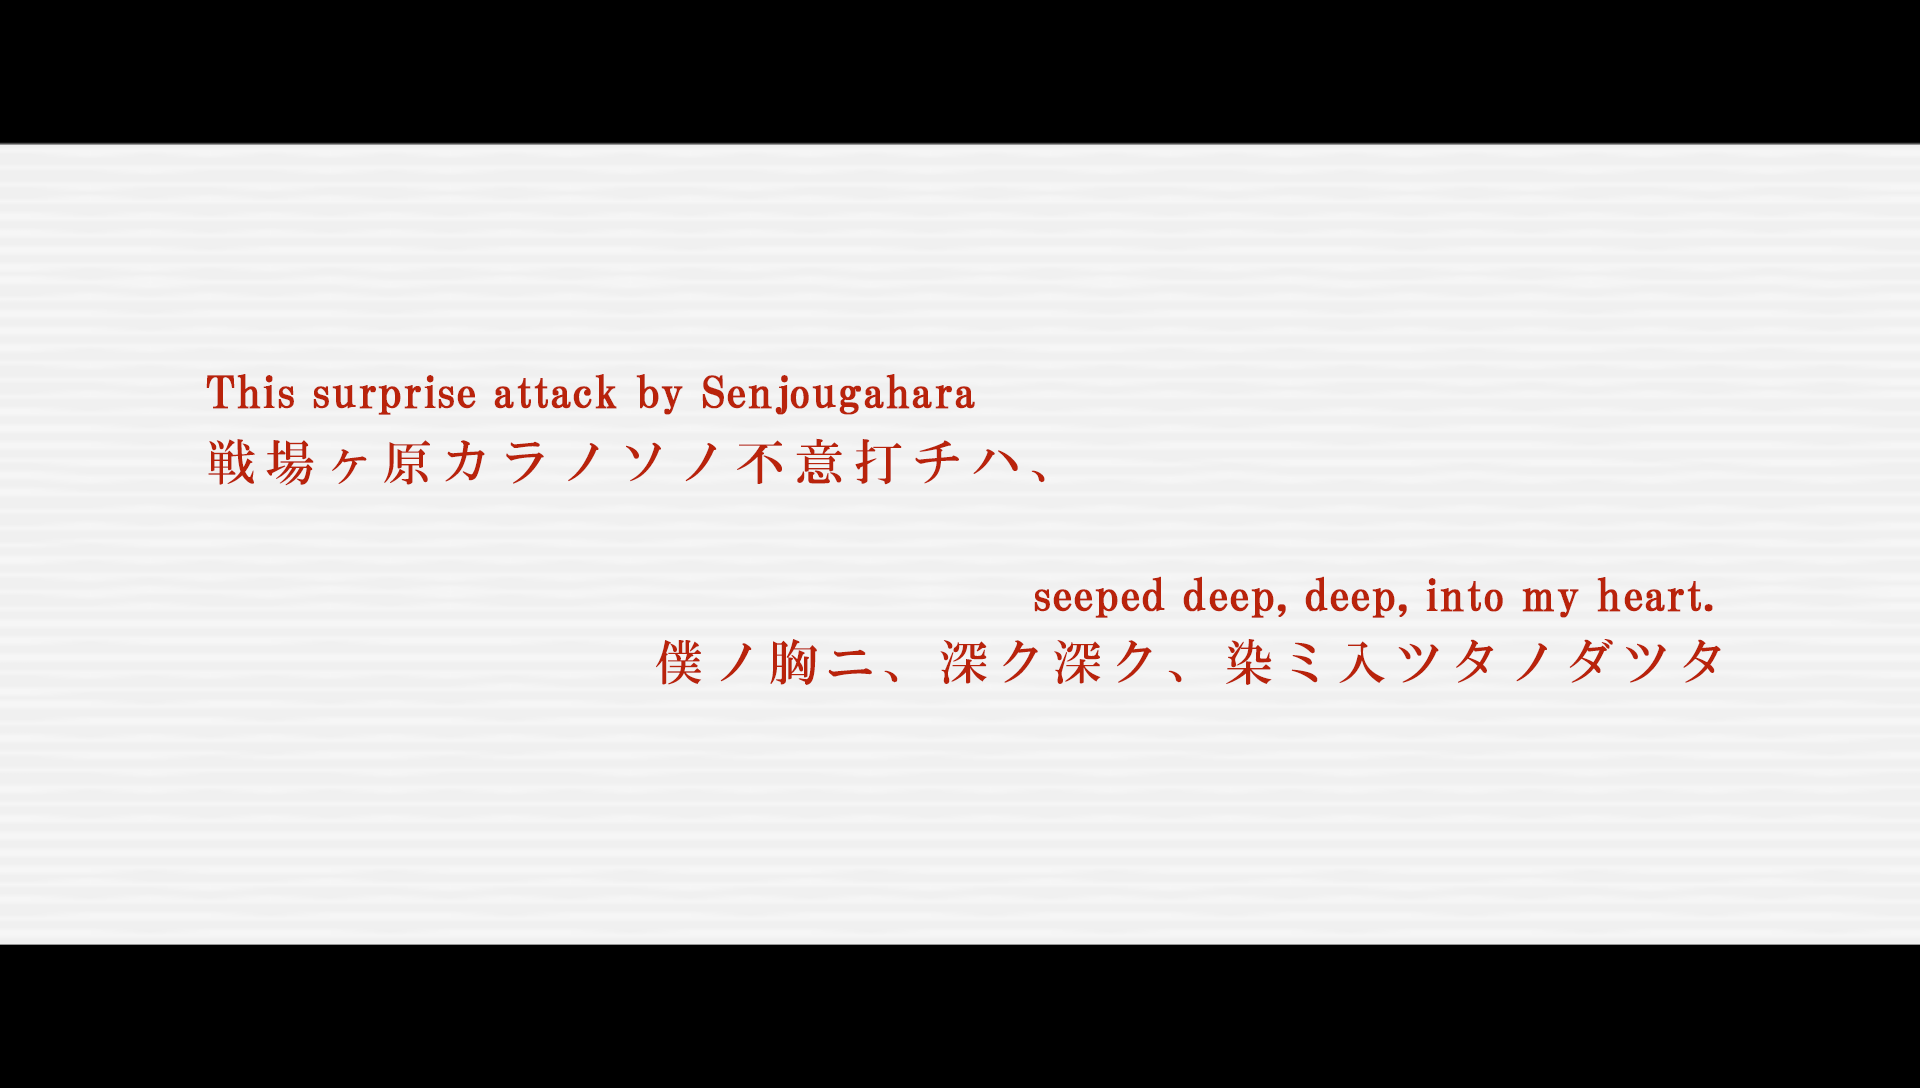 This surprise attack by Senjougahara
戦場ヶ原カラノソノ不意打チハ、
seeped deep, deep, into my heart.
僕ノ胸ニ、深ク深ク、染ミ入ツタノダツタ